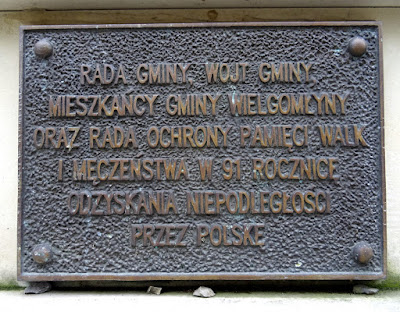 RADA GMINY, WÓJT GMINY,
MIESZKAŃCY GMINY WIELGOMŁYNY
ORAZ RADA OCHRONY PAMIĘCI WALK
I MĘCZEŃSTWA W 91 ROCZNICĘ
ODZYSKANIA NIEPODLEGŁOŚCI
PRZEZ POLSKĘ